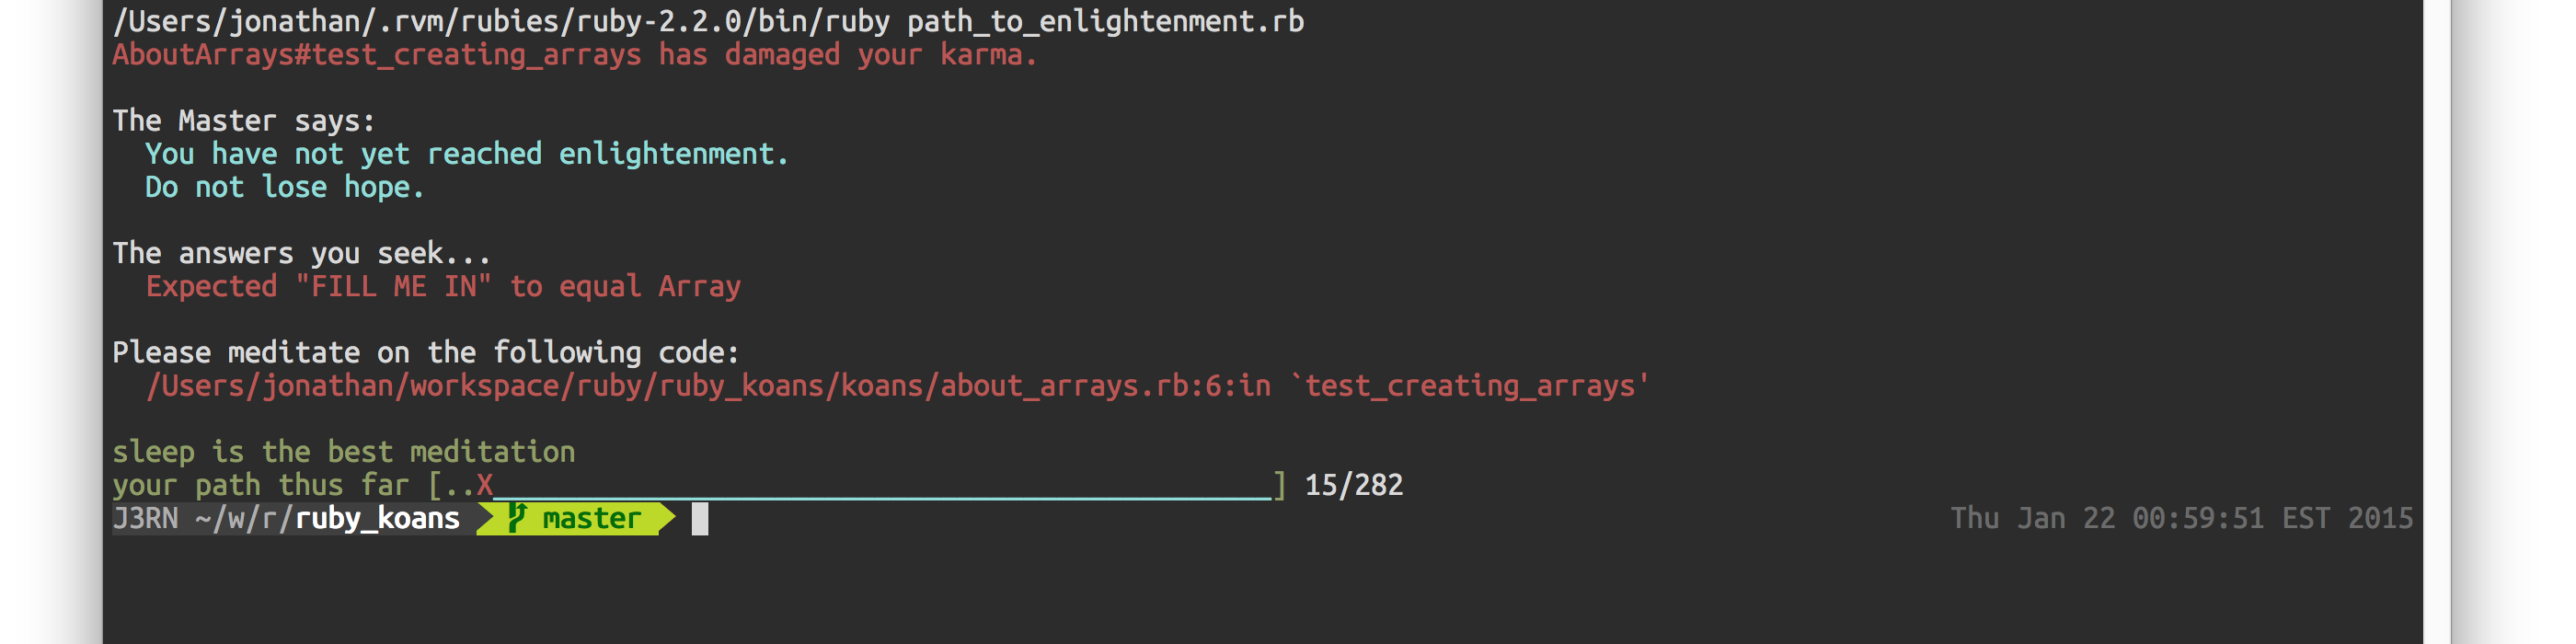 /Users/jonathan/.rvm/rubies/ruby-2.2.0/bin/ruby path_to_enlightenment.rb
AboutArrays#test_creating_arrays has damaged your karma.
The Master says:
You have not yet reached enlightenment.
Do not lose hope.
The answers you seek...
Expected "FILL ME IN" to equal Array
Please meditate on the following code:
/Users/jonathan/workspace/ruby/ruby_koans/koans/about_arrays.rb:6:in `test_creating_arrays'
sleep is the best meditation
your path thus far [..X_______________________________________________] 15/282
J3RN ~/w/r/ruby_koans master Thu Jan 22 00:59:51 EST 2015